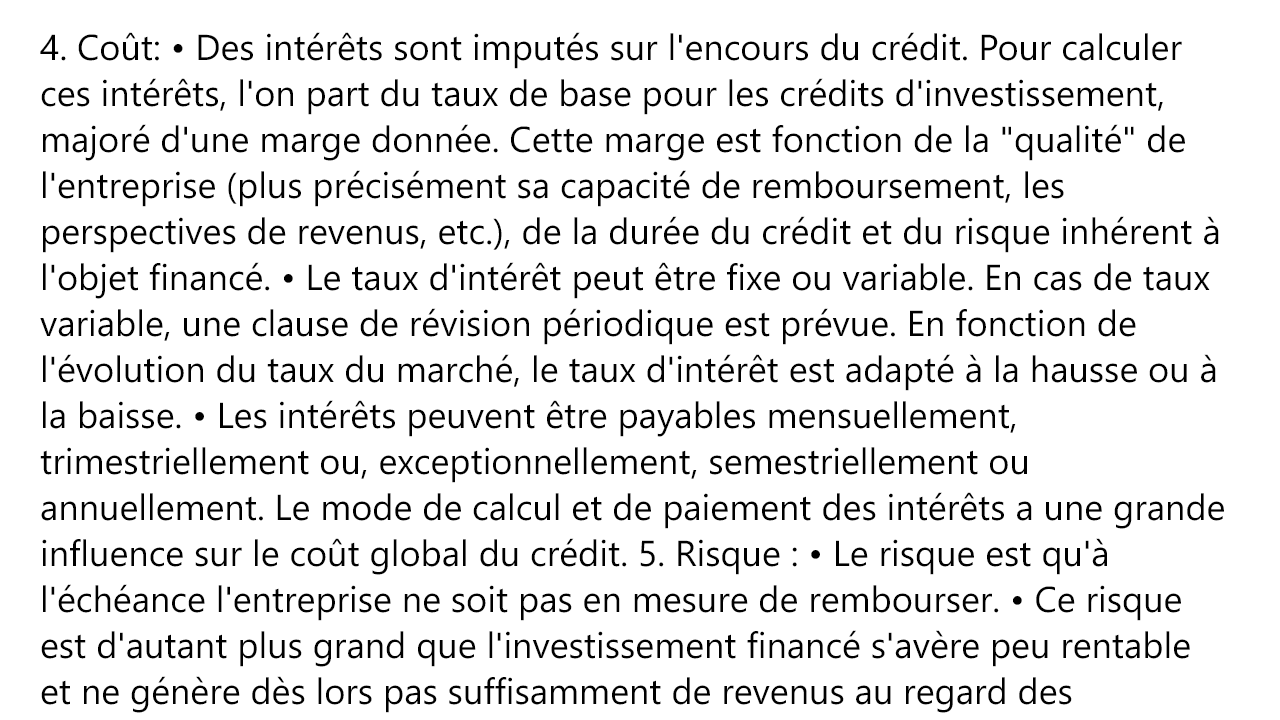 4. Coût: • Des intérêts sont imputés sur l'encours du crédit. Pour calculer
ces intérêts, l'on part du taux de base pour les crédits d'investissement,
majoré d'une marge donnée. Cette marge est fonction de la "qualité" de
l'entreprise (plus précisément sa capacité de remboursement, les
perspectives de revenus, etc.), de la durée du crédit et du risque inhérent à
l'objet financé. • Le taux d'intérêt peut être fixe ou variable. En cas de taux
variable, une clause de révision périodique est prévue. En fonction de
l'évolution du taux du marché, le taux d'intérêt est adapté à la hausse ou à
la baisse. • Les intérêts peuvent être payables mensuellement,
trimestriellement ou, exceptionnellement, semestriellement ou
annuellement. Le mode de calcul et de paiement des intérêts a une grande
influence sur le coût global du crédit. 5. Risque : • Le risque est qu'à
l'échéance l'entreprise ne soit pas en mesure de rembourser. • Ce risque
est d'autant plus grand que l'investissement financé s'avère peu rentable
et ne génère dès lors pas suffisamment de revenus au regard des